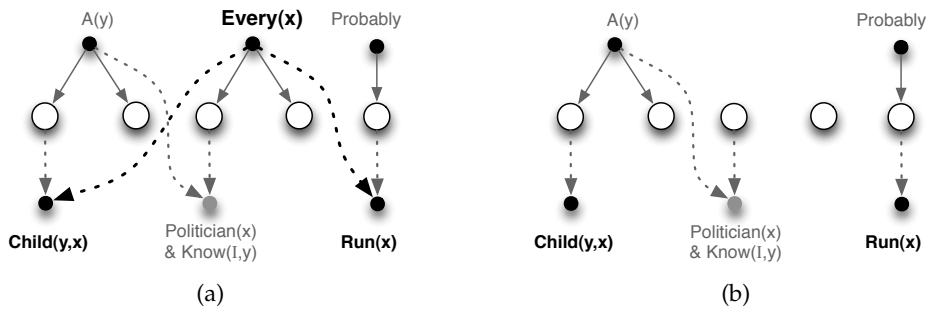 A(y) Every(x) Probably
Child(y,x) Politician(x) Run(x)
& Know(I,y)
(a)
A(y) Probably
Child(y,x) Politician(x) Run(x)
& Know(I,y)
(b)